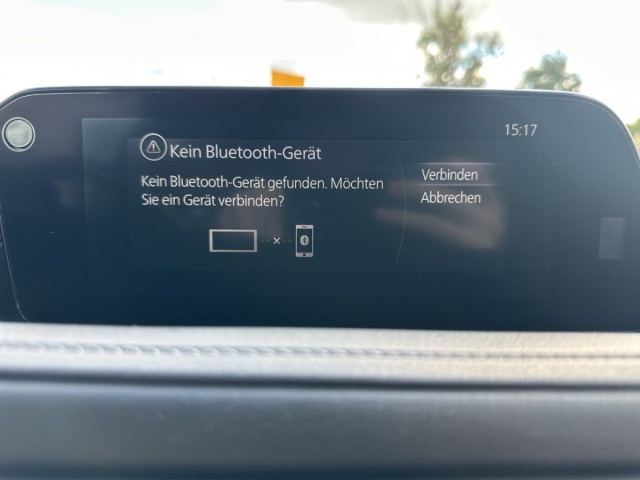 15:17
Kein Bluetooth-Gerät
Kein Bluetooth-Gerät gefunden. Möchten
Sie ein Gerät verbinden?
Verbinden
Abbrechen